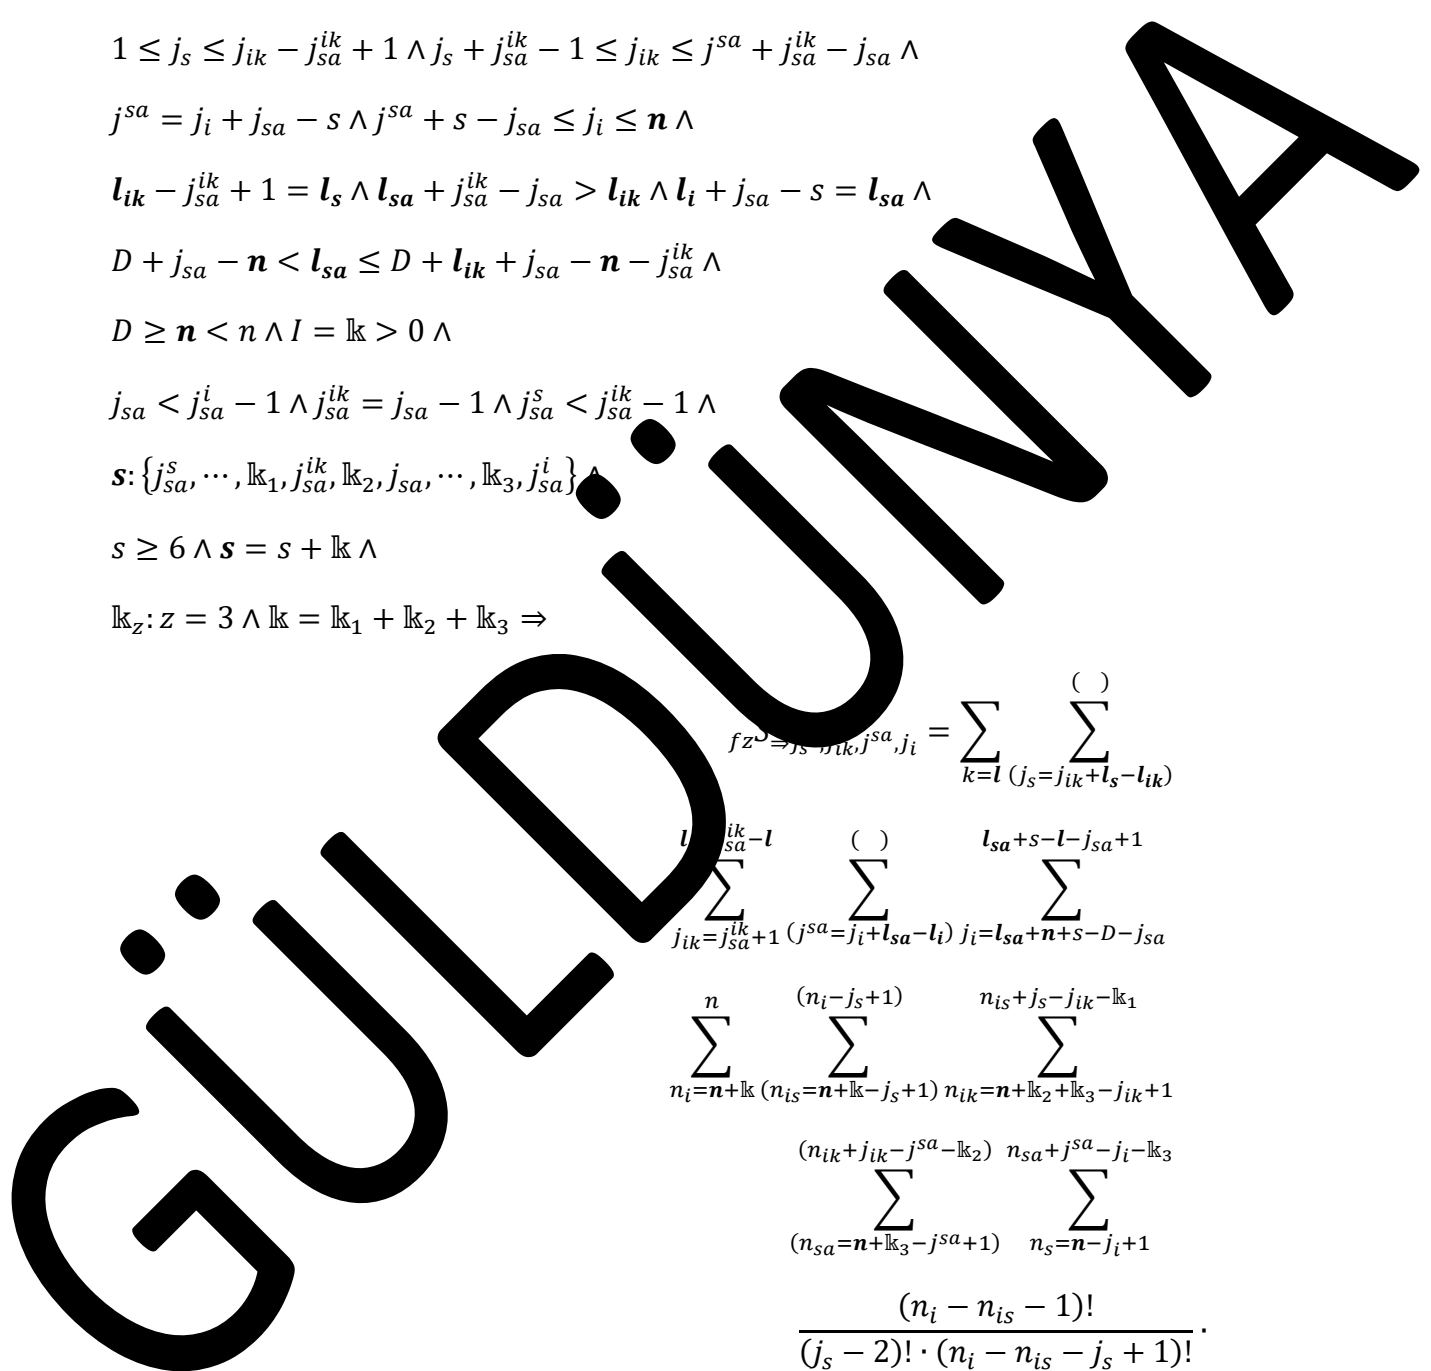 1 ≤ j_s ≤ j_{ik} − j_{sa}^{ik} + 1 ∧ j_s + j_{sa}^{ik} − 1 ≤ j_{ik} ≤ j^{sa} + j_{sa}^{ik} − j_{sa} ∧
j^{sa} = j_i + j_{sa} − s ∧ j^{sa} + s − j_{sa} ≤ j_i ≤ n ∧
l_{ik} − j_{sa}^{ik} + 1 = l_s ∧ l_{sa} + j_{sa}^{ik} − j_{sa} > l_{ik} ∧ l_i + j_{sa} − s = l_{sa} ∧
D + j_{sa} − n < l_{sa} ≤ D + l_{ik} + j_{sa} − n − j_{sa}^{ik} ∧
D ≥ n < n ∧ I = 𝕜 > 0 ∧
j_{sa} < j_{sa}^{i} − 1 ∧ j_{sa}^{ik} = j_{sa} − 1 ∧ j_{sa}^{s} < j_{sa}^{ik} − 1 ∧
s: {j_{sa}^{s}, ⋯, 𝕜_1, j_{sa}^{ik}, 𝕜_2, j_{sa}, ⋯, 𝕜_3, j_{sa}^{i}} ∧
s ≥ 6 ∧ s = s + 𝕜 ∧
𝕜_z: z = 3 ∧ 𝕜 = 𝕜_1 + 𝕜_2 + 𝕜_3 ⇒
_{fz}S_{⇒j_s,j_{ik},j^{sa},j_i} = ∑_{k=l} ∑_{(j_s=j_{ik}+l_s−l_{ik})}^{( )}
∑_{j_{ik}=j_{sa}^{ik}+1} ∑_{(j^{sa}=j_i+l_{sa}−l_i)}^{( )} ∑_{j_i=l_{sa}+n+s−D−j_{sa}}^{l_{sa}+s−l−j_{sa}+1}
∑_{n_i=n+𝕜}^{n} ∑_{(n_{is}=n+𝕜−j_s+1)}^{(n_i−j_s+1)} ∑_{n_{ik}=n+𝕜_2+𝕜_3−j_{ik}+1}^{n_{is}+j_s−j_{ik}−𝕜_1}
∑_{(n_{sa}=n+𝕜_3−j^{sa}+1)}^{(n_{ik}+j_{ik}−j^{sa}−𝕜_2)} ∑_{n_s=n−j_i+1}^{n_{sa}+j^{sa}−j_i−𝕜_3}
(n_i − n_{is} − 1)!
(j_s − 2)! · (n_i − n_{is} − j_s + 1)! ·
GÜLDÜNYA